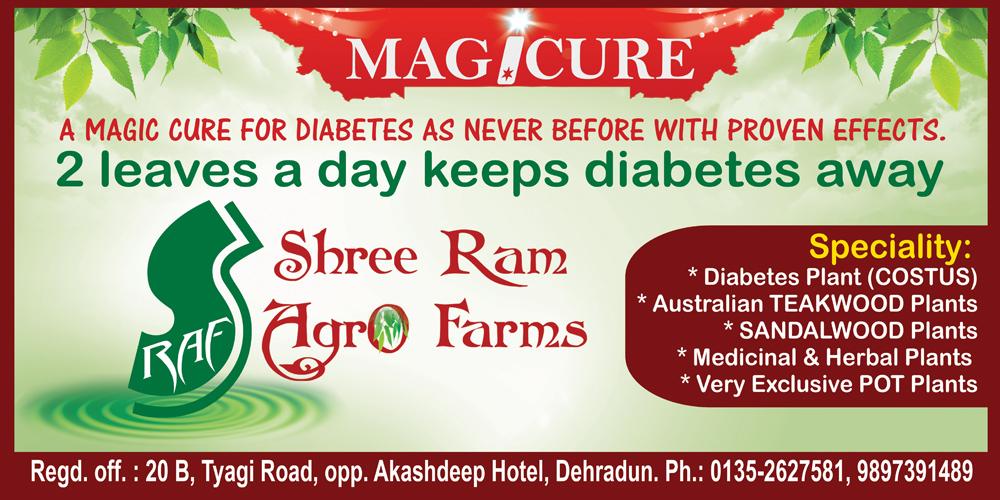 MAGICURE
A MAGIC CURE FOR DIABETES AS NEVER BEFORE WITH PROVEN EFFECTS.
2 leaves a day keeps diabetes away
RAF
Shree Ram
Agro Farms
Speciality:
* Diabetes Plant (COSTUS)
* Australian TEAKWOOD Plants
* SANDALWOOD Plants
* Medicinal & Herbal Plants
* Very Exclusive POT Plants
Regd. off. : 20 B, Tyagi Road, opp. Akashdeep Hotel, Dehradun. Ph.: 0135-2627581, 9897391489